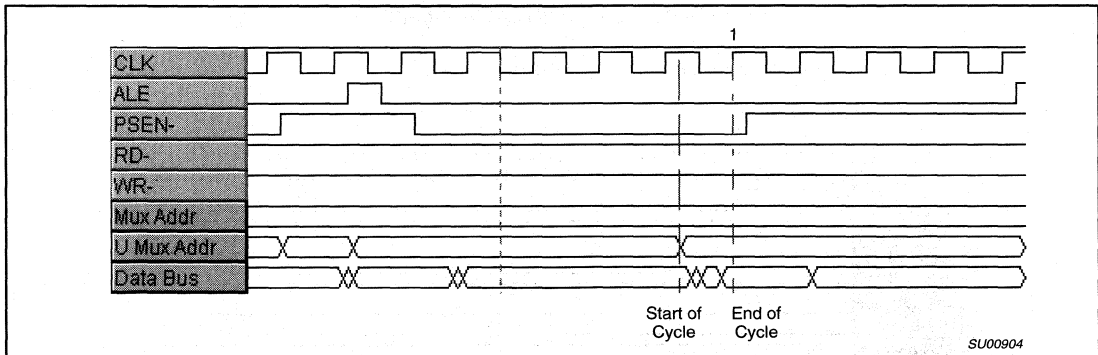 1
CLK
ALE
PSEN-
RD-
WR-
Mux Addr
U Mux Addr
Data Bus
Start of
Cycle
End of
Cycle
SU00904